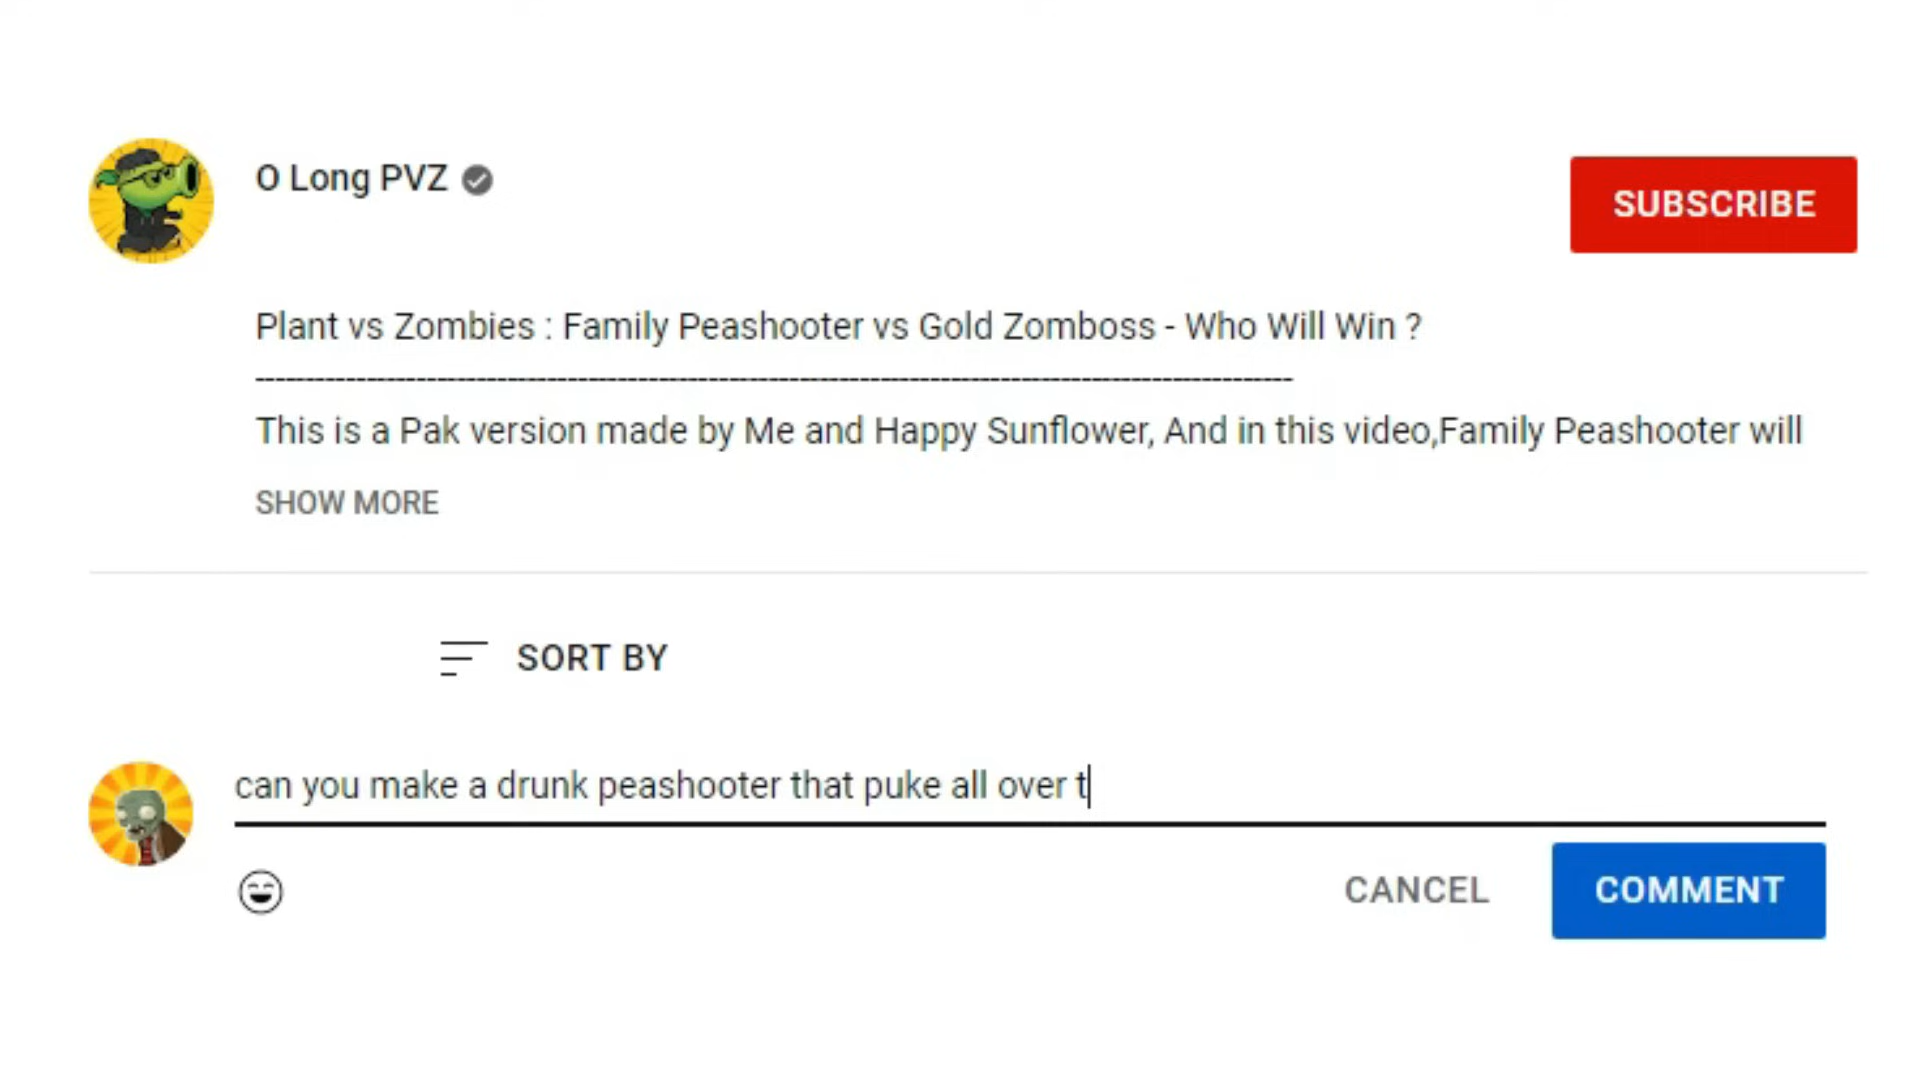 O Long PVZ
SUBSCRIBE
Plant vs Zombies : Family Peashooter vs Gold Zomboss - Who Will Win ?
--------------------------------------------------------------------------------------------------------
This is a Pak version made by Me and Happy Sunflower, And in this video,Family Peashooter will
SHOW MORE
SORT BY
can you make a drunk peashooter that puke all over t
CANCEL
COMMENT